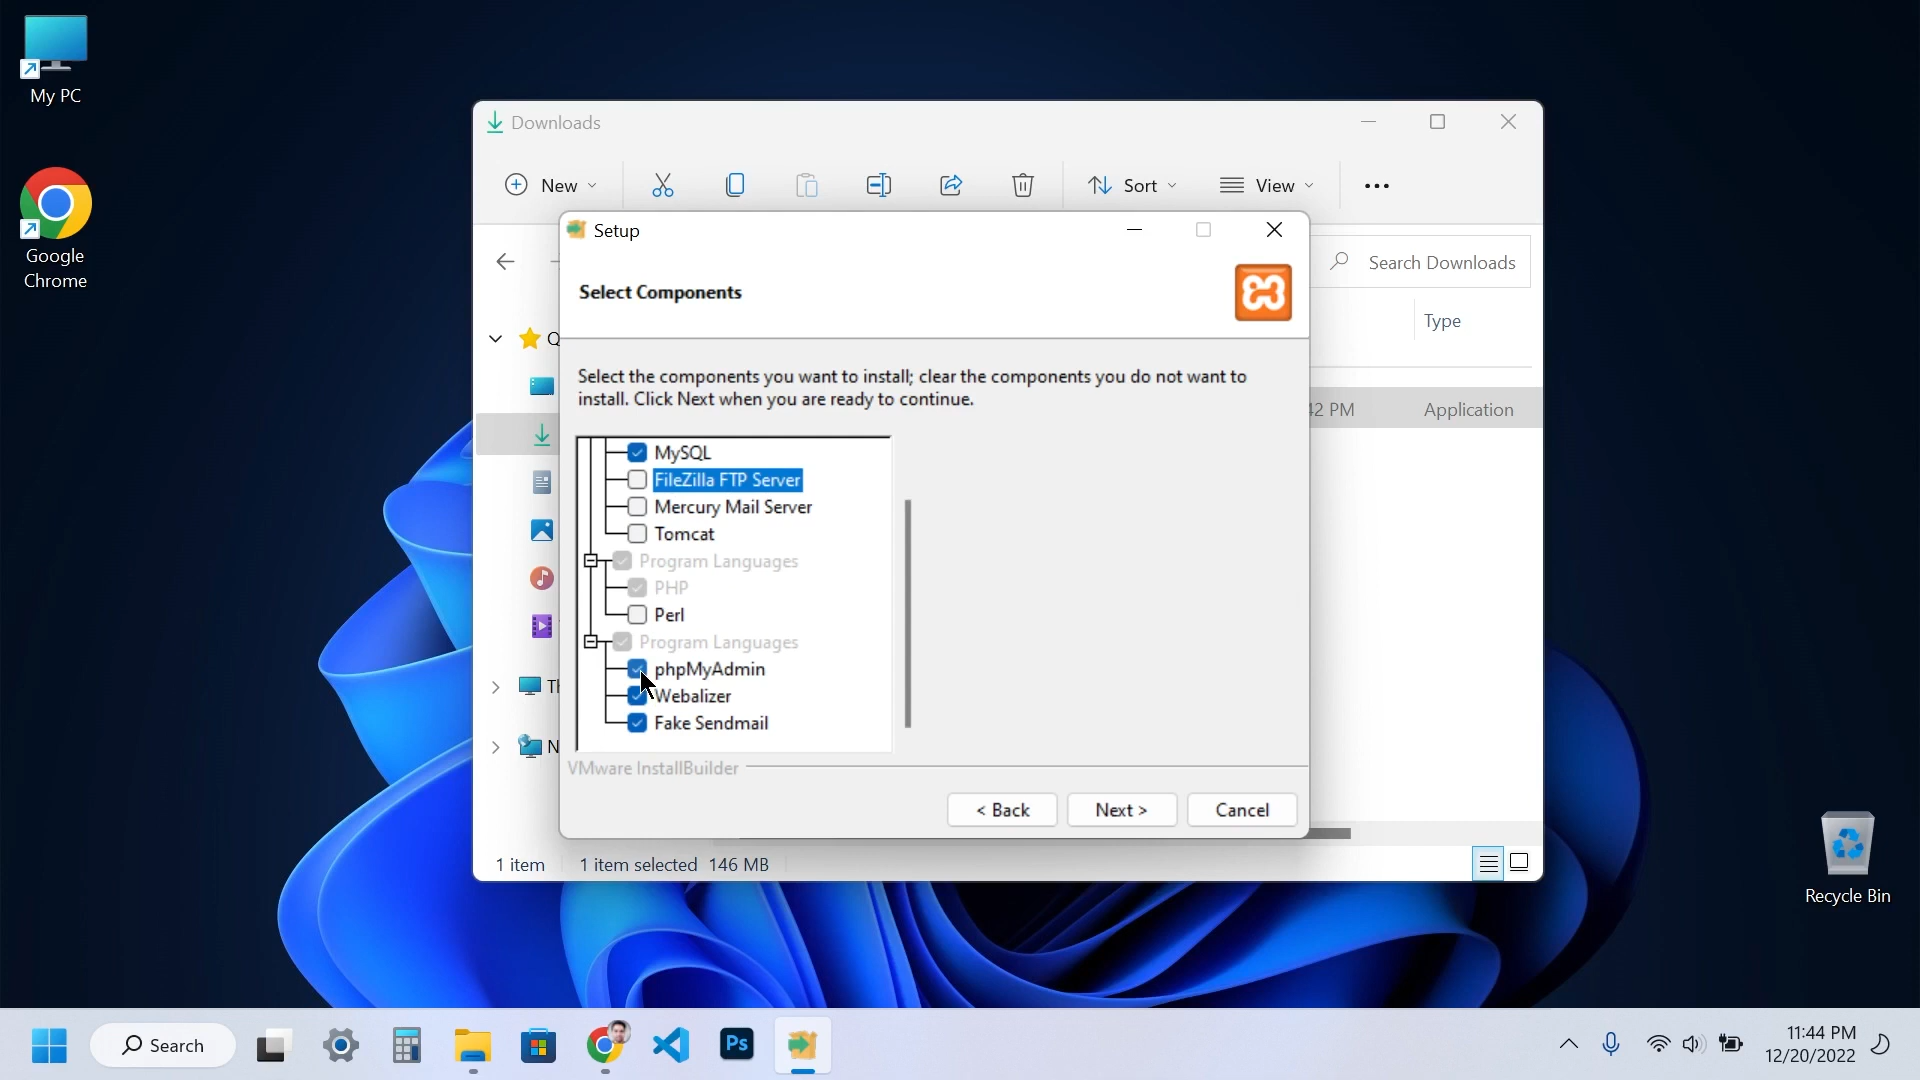 My PC
Google
Chrome
Downloads
New
Sort
View
Search Downloads
Type
42 PM
Application
Setup
Select Components
Select the components you want to install; clear the components you do not want to
install. Click Next when you are ready to continue.
MySQL
FileZilla FTP Server
Mercury Mail Server
Tomcat
Program Languages
PHP
Perl
Program Languages
phpMyAdmin
Webalizer
Fake Sendmail
VMware InstallBuilder
< Back
Next >
Cancel
1 item
1 item selected 146 MB
Recycle Bin
Search
Ps
11:44 PM
12/20/2022